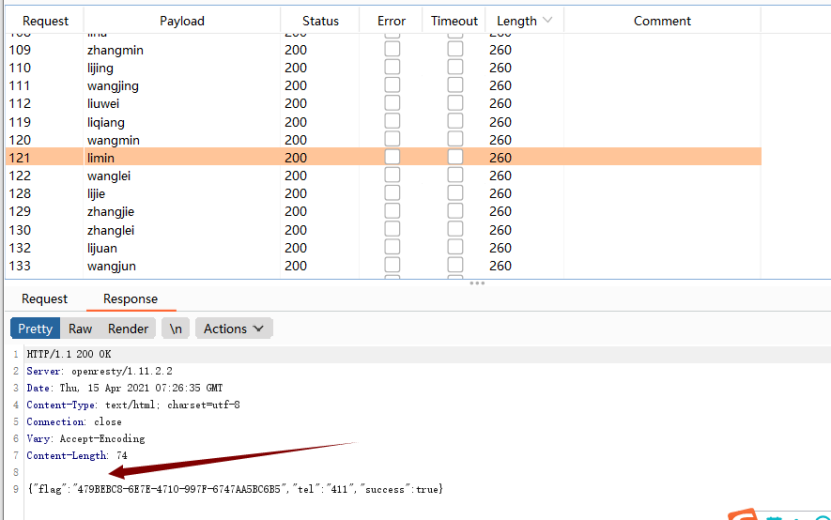 Request Payload Status Error Timeout Length Comment
109 zhangmin 200 260
110 lijing 200 260
111 wangjing 200 260
112 liuwei 200 260
119 liqiang 200 260
120 wangmin 200 260
121 limin 200 260
122 wanglei 200 260
128 lijie 200 260
129 zhangjie 200 260
130 zhanglei 200 260
132 lijuan 200 260
133 wangjun 200 260
Request Response
Pretty Raw Render \n Actions
1 HTTP/1.1 200 OK
2 Server: openresty/1.11.2.2
3 Date: Thu, 15 Apr 2021 07:26:35 GMT
4 Content-Type: text/html; charset=utf-8
5 Connection: close
6 Vary: Accept-Encoding
7 Content-Length: 74
8
9 {"flag":"479BEBC8-6E7E-4710-997F-6747AA5BC6B5","tel":"411","success":true}